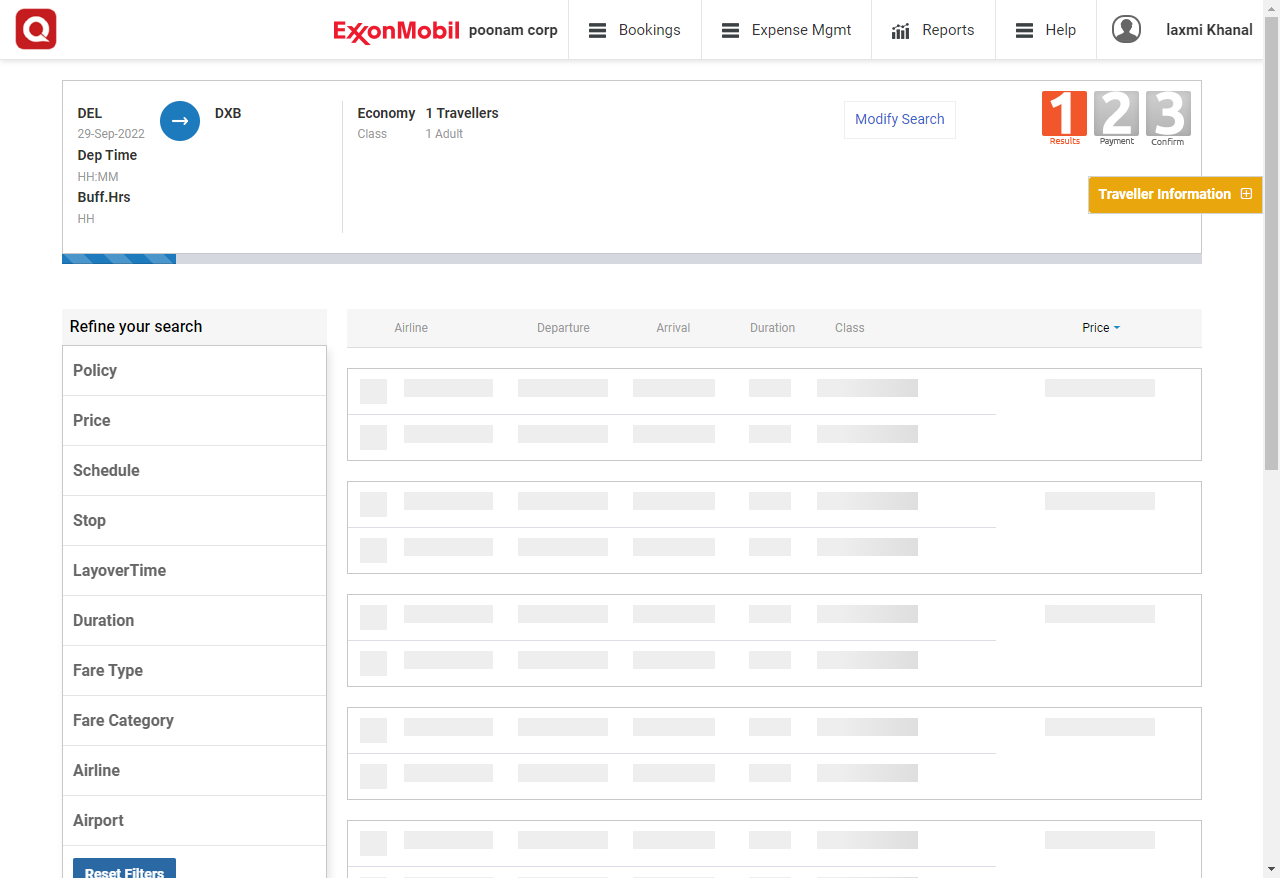 Q ExxonMobil poonam corp Bookings Expense Mgmt Reports Help laxmi Khanal
DEL → DXB
29-Sep-2022
Dep Time
HH:MM
Buff.Hrs
HH
Economy 1 Travellers
Class 1 Adult
Modify Search
1 2 3
Results Payment Confirm
Traveller Information
Refine your search
Policy
Price
Schedule
Stop
LayoverTime
Duration
Fare Type
Fare Category
Airline
Airport
Reset Filters
Airline Departure Arrival Duration Class Price